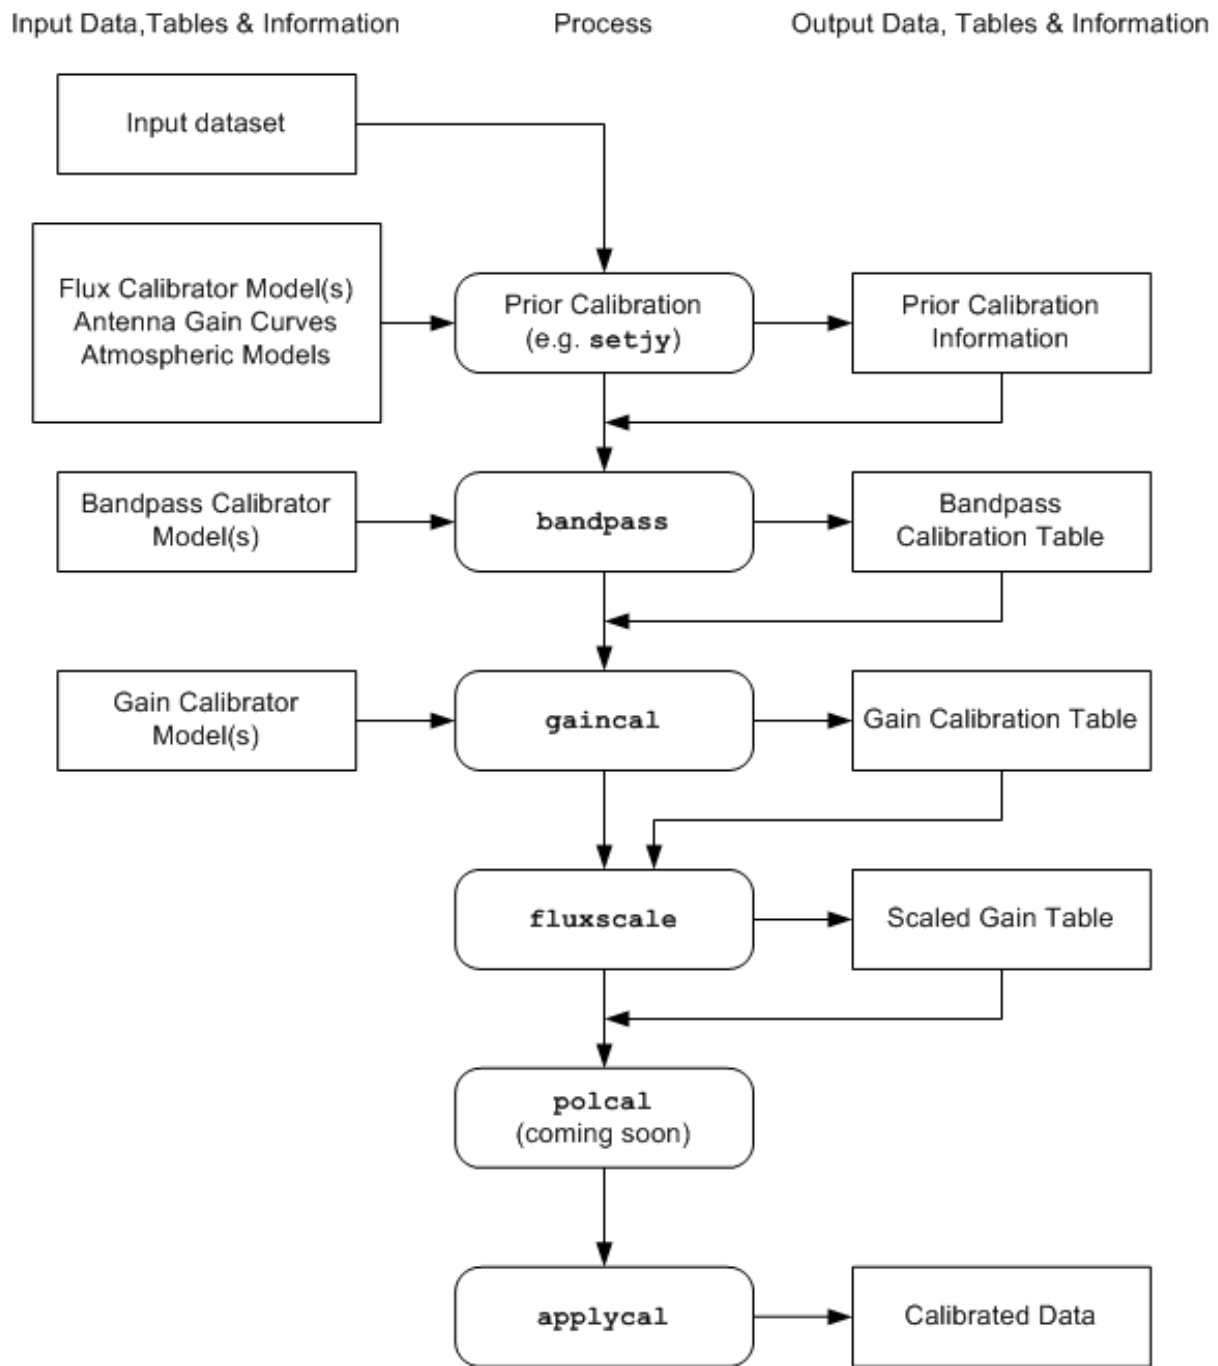 Input Data,Tables & Information
Process
Output Data, Tables & Information
Input dataset
Flux Calibrator Model(s)
Antenna Gain Curves
Atmospheric Models
Prior Calibration
(e.g. setjy)
Prior Calibration
Information
Bandpass Calibrator
Model(s)
bandpass
Bandpass
Calibration Table
Gain Calibrator
Model(s)
gaincal
Gain Calibration Table
fluxscale
Scaled Gain Table
polcal
(coming soon)
applycal
Calibrated Data